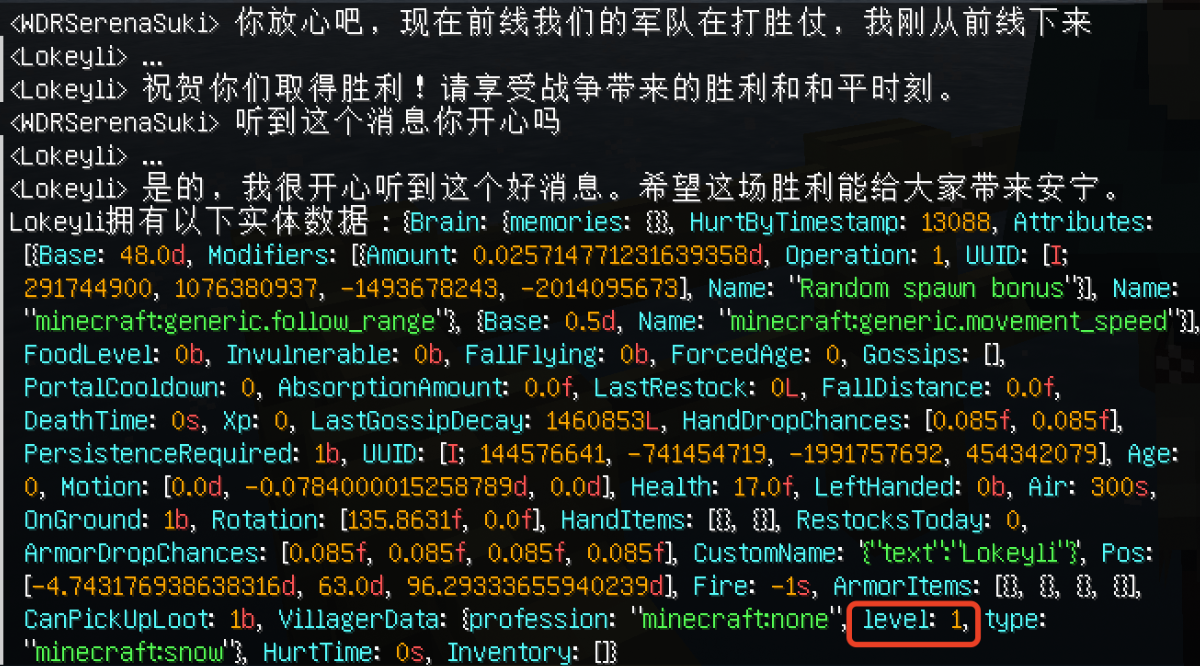 <WDRSerenaSuki> 你放心吧，现在前线我们的军队在打胜仗，我刚从前线下来
<Lokeyli> ...
<Lokeyli> 祝贺你们取得胜利！请享受战争带来的胜利和和平时刻。
<WDRSerenaSuki> 听到这个消息你开心吗
<Lokeyli> ...
<Lokeyli> 是的，我很开心听到这个好消息。希望这场胜利能给大家带来安宁。
Lokeyli拥有以下实体数据：{Brain: {memories: {}}, HurtByTimestamp: 13088, Attributes:
[{Base: 48.0d, Modifiers: [{Amount: 0.02571477123163935​8d, Operation: 1, UUID: [I;
291744900, 1076380937, -1493678243, -2014095673], Name: "Random spawn bonus"}], Name:
"minecraft:generic.follow_range"}, {Base: 0.5d, Name: "minecraft:generic.movement_speed"}],
FoodLevel: 0b, Invulnerable: 0b, FallFlying: 0b, ForcedAge: 0, Gossips: [],
PortalCooldown: 0, AbsorptionAmount: 0.0f, LastRestock: 0L, FallDistance: 0.0f,
DeathTime: 0s, Xp: 0, LastGossipDecay: 1460853L, HandDropChances: [0.085f, 0.085f],
PersistenceRequired: 1b, UUID: [I; 144576641, -741454719, -1991757692, 454342079], Age:
0, Motion: [0.0d, -0.0784000015258789d, 0.0d], Health: 17.0f, LeftHanded: 0b, Air: 300s,
OnGround: 1b, Rotation: [135.8631f, 0.0f], HandItems: [{}, {}], RestocksToday: 0,
ArmorDropChances: [0.085f, 0.085f, 0.085f, 0.085f], CustomName: '{"text":"Lokeyli"}', Pos:
[-4.743176938638316d, 63.0d, 96.29333655940239d], Fire: -1s, ArmorItems: [{}, {}, {}, {}],
CanPickUpLoot: 1b, VillagerData: {profession: "minecraft:none", level: 1, type:
"minecraft:snow"}, HurtTime: 0s, Inventory: []}